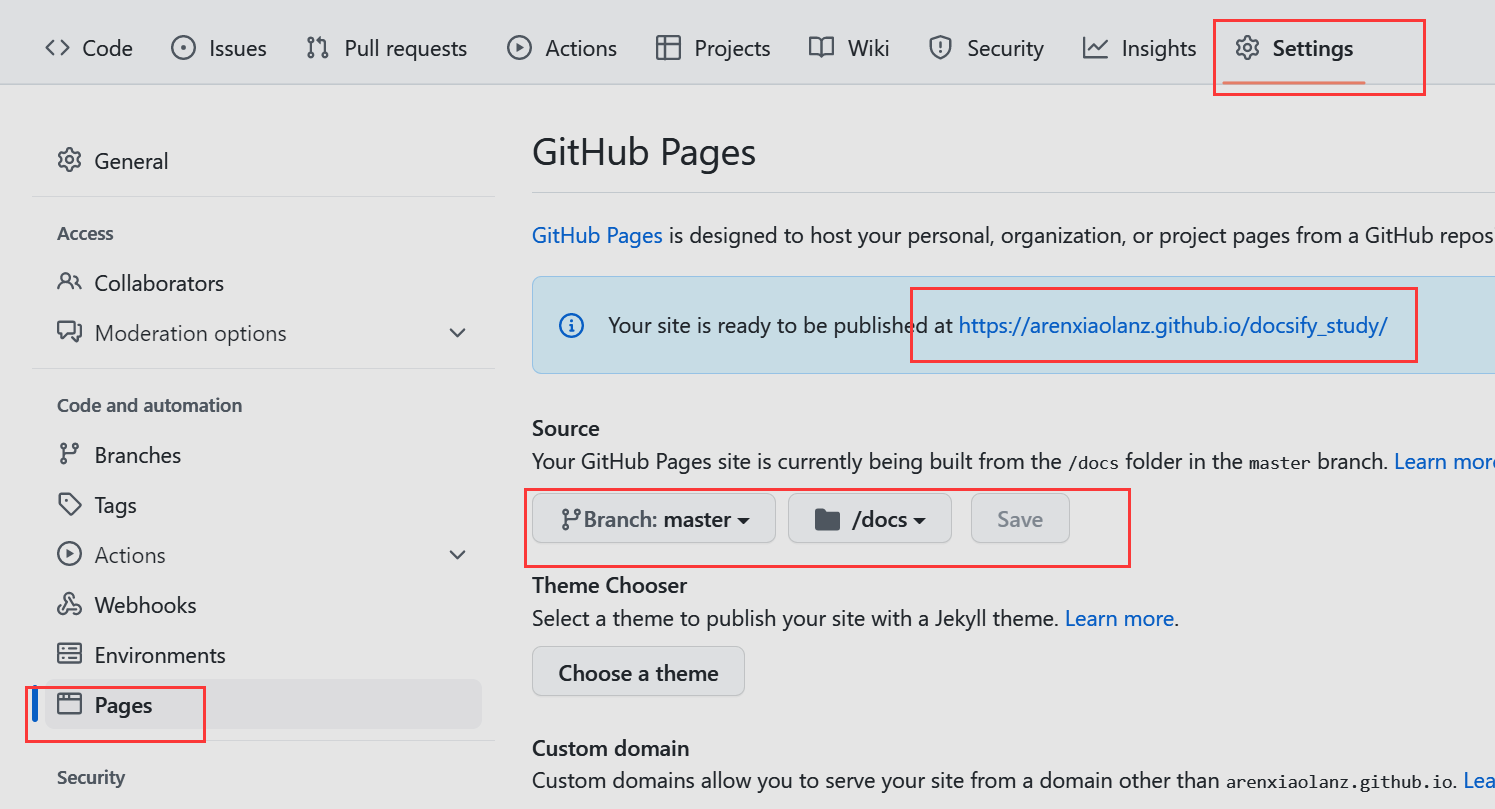 Code Issues Pull requests Actions Projects Wiki Security Insights Settings
General
Access
Collaborators
Moderation options
Code and automation
Branches
Tags
Actions
Webhooks
Environments
Pages
Security
GitHub Pages
GitHub Pages is designed to host your personal, organization, or project pages from a GitHub repos
Your site is ready to be published at https://arenxiaolanz.github.io/docsify_study/
Source
Your GitHub Pages site is currently being built from the /docs folder in the master branch. Learn more
Branch: master /docs Save
Theme Chooser
Select a theme to publish your site with a Jekyll theme. Learn more.
Choose a theme
Custom domain
Custom domains allow you to serve your site from a domain other than arenxiaolanz.github.io. Lea